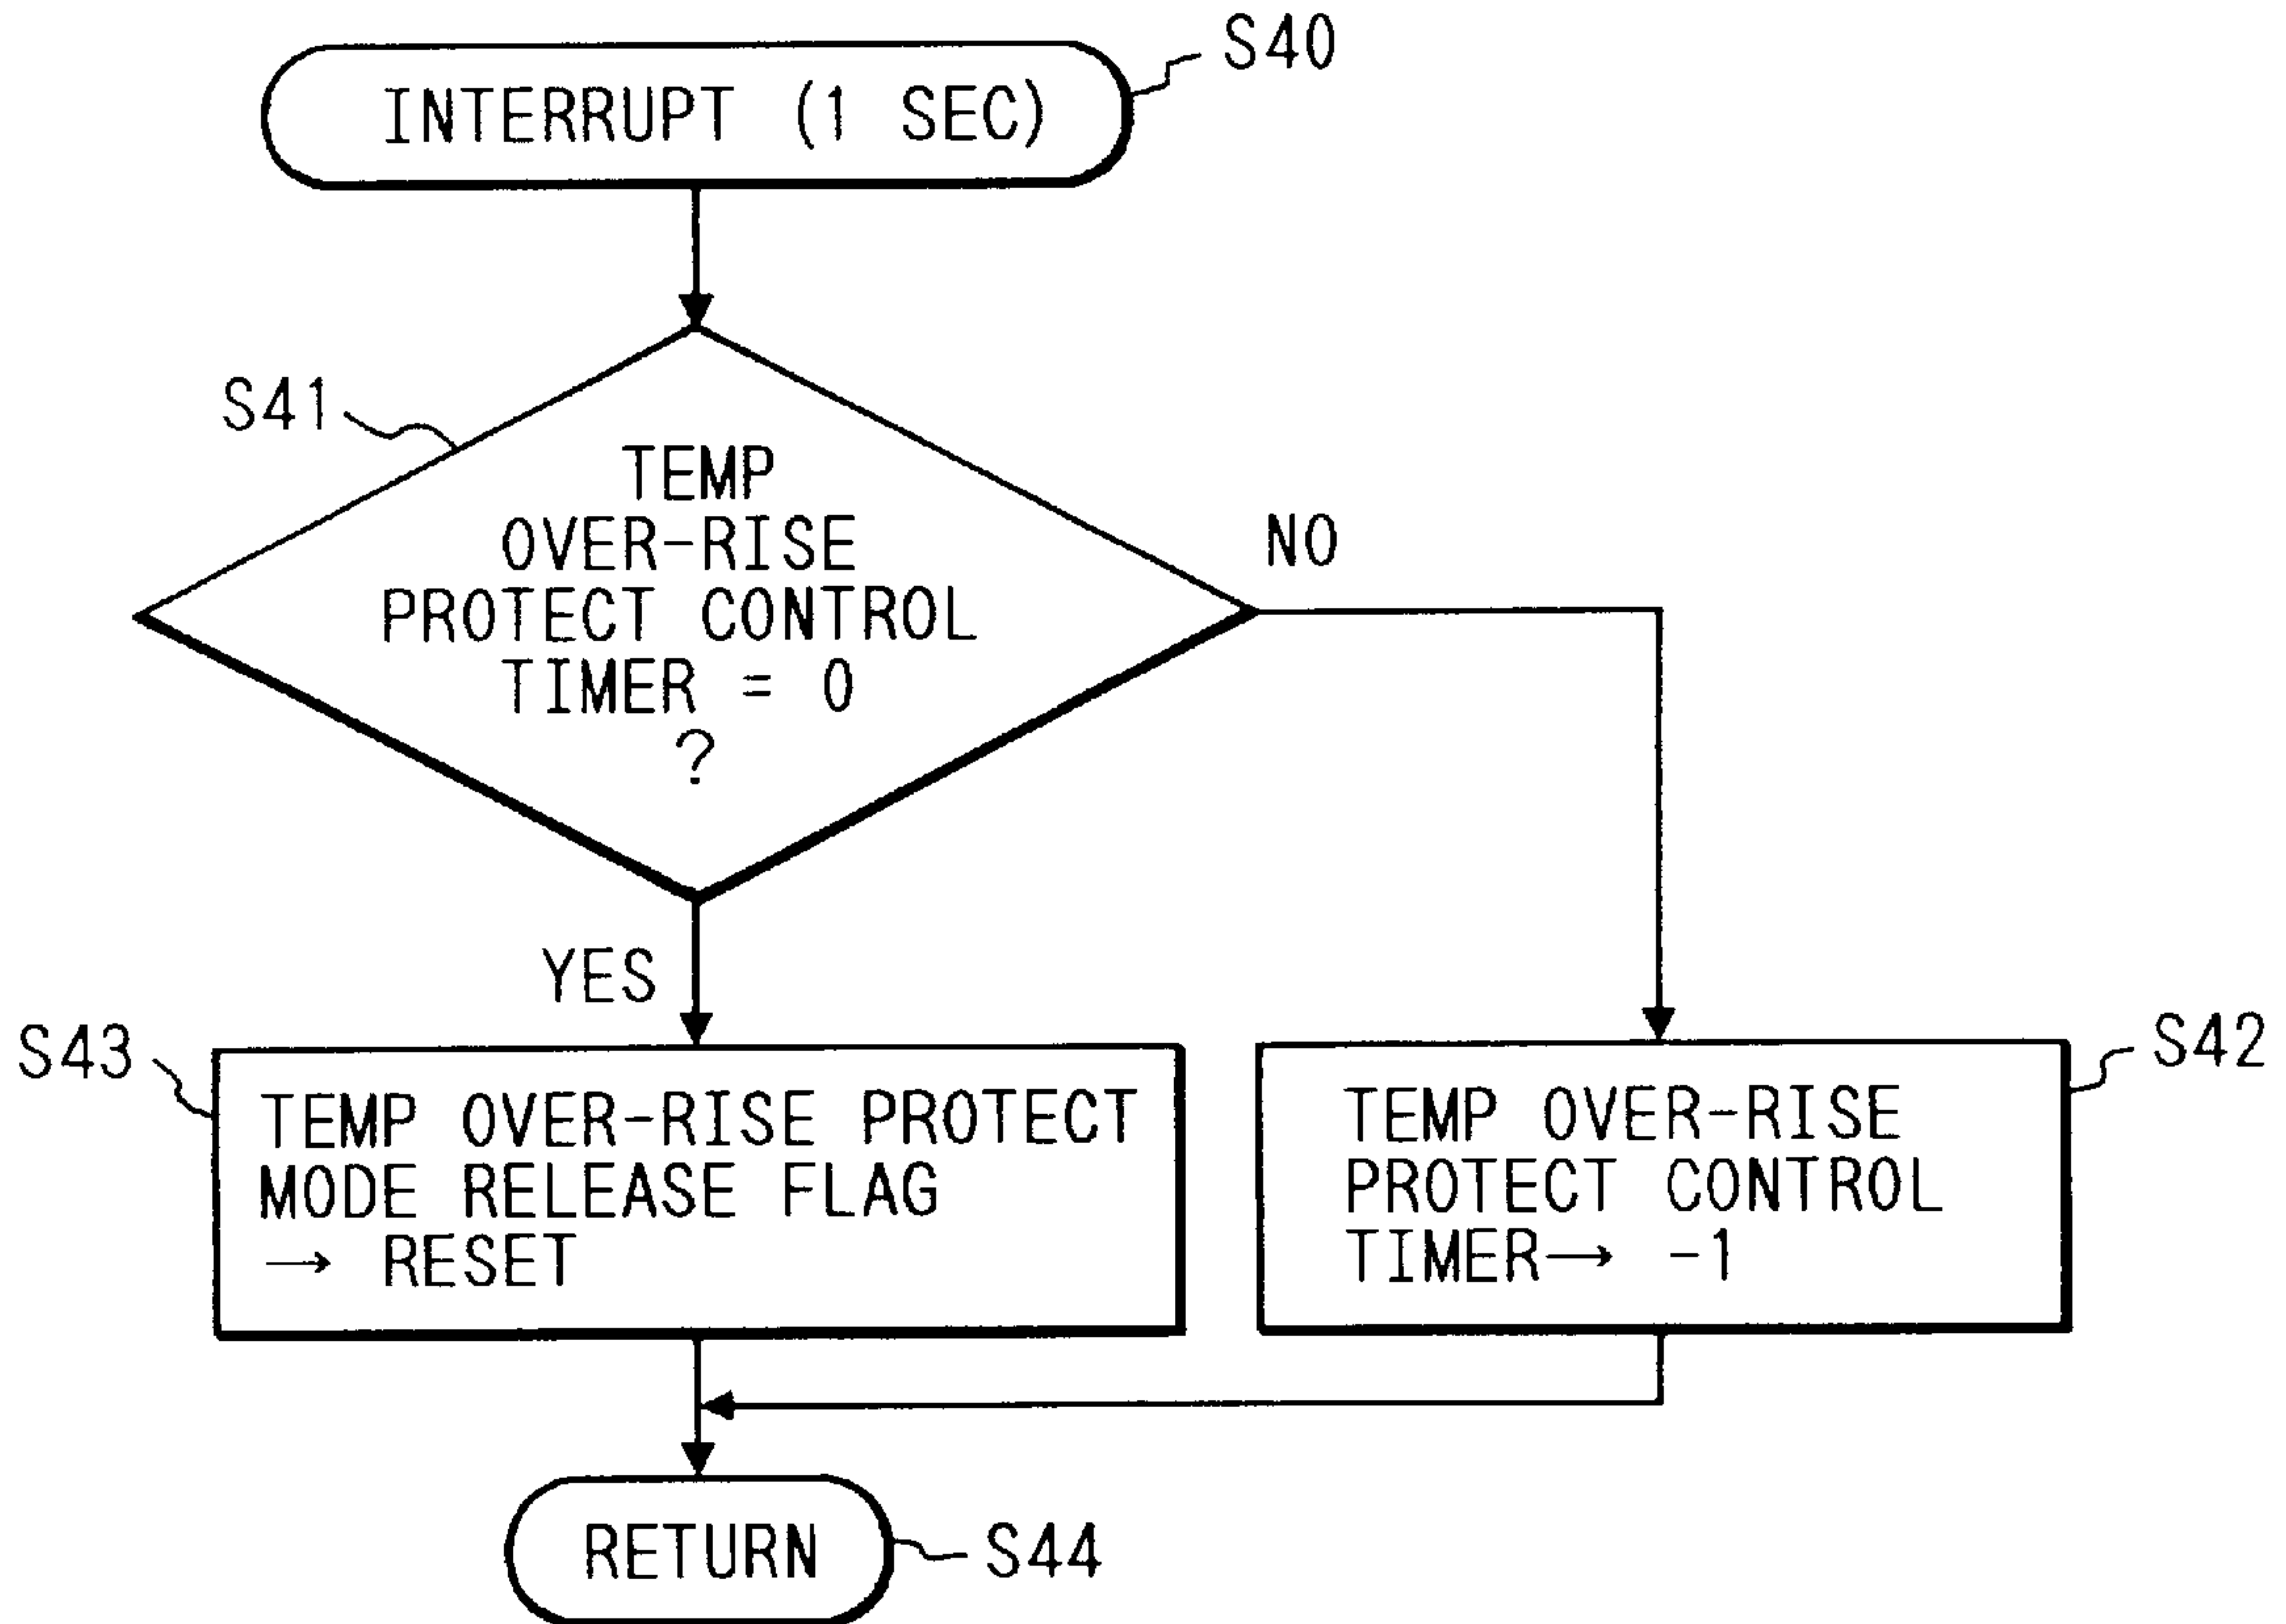 S40
INTERRUPT (1 SEC)
S41
TEMP
OVER-RISE
PROTECT CONTROL
TIMER = 0
?
NO
YES
S43
TEMP OVER-RISE PROTECT
MODE RELEASE FLAG
→ RESET
S42
TEMP OVER-RISE
PROTECT CONTROL
TIMER→ -1
RETURN
S44